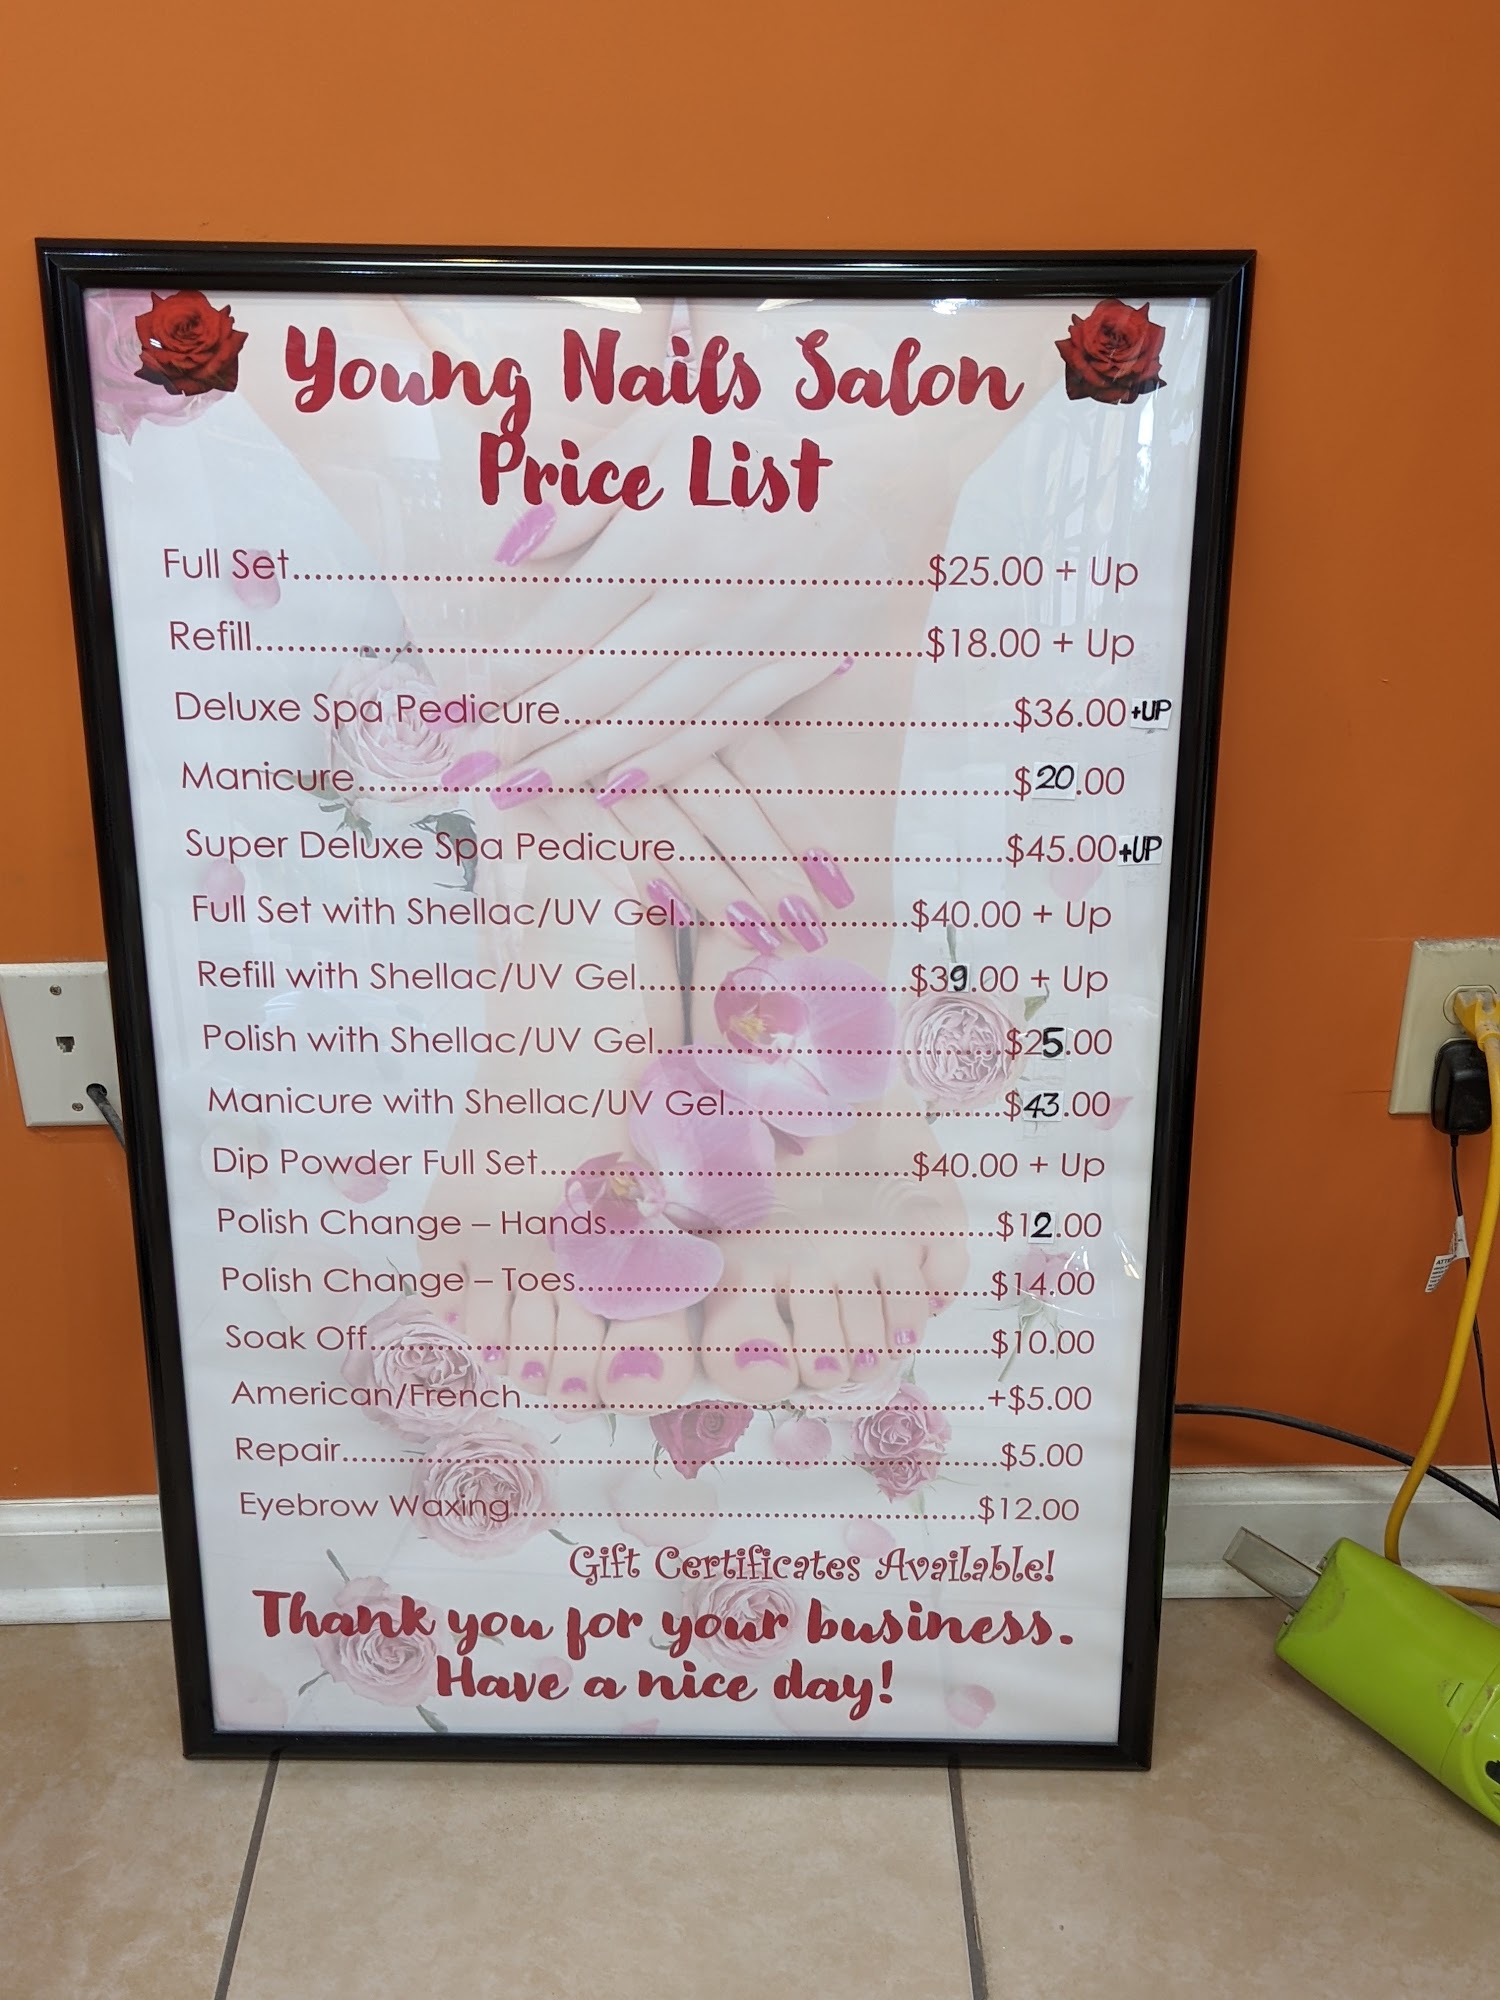 Young Nails Salon
Price List
Full Set..........................................................................$25.00 + Up
Refill..............................................................................$18.00 + Up
Deluxe Spa Pedicure....................................................$36.00+UP
Manicure............................................................................$20.00
Super Deluxe Spa Pedicure......................................$45.00+UP
Full Set with Shellac/UV Gel...........................$40.00 + Up
Refill with Shellac/UV Gel................................$39.00 + Up
Polish with Shellac/UV Gel..........................................$25.00
Manicure with Shellac/UV Gel.................................$43.00
Dip Powder Full Set............................................$40.00 + Up
Polish Change – Hands..............................................$12.00
Polish Change – Toes.................................................$14.00
Soak Off..........................................................................$10.00
American/French.......................................................+$5.00
Repair................................................................................$5.00
Eyebrow Waxing........................................................$12.00
Gift Certificates Available!
Thank you for your business.
Have a nice day!